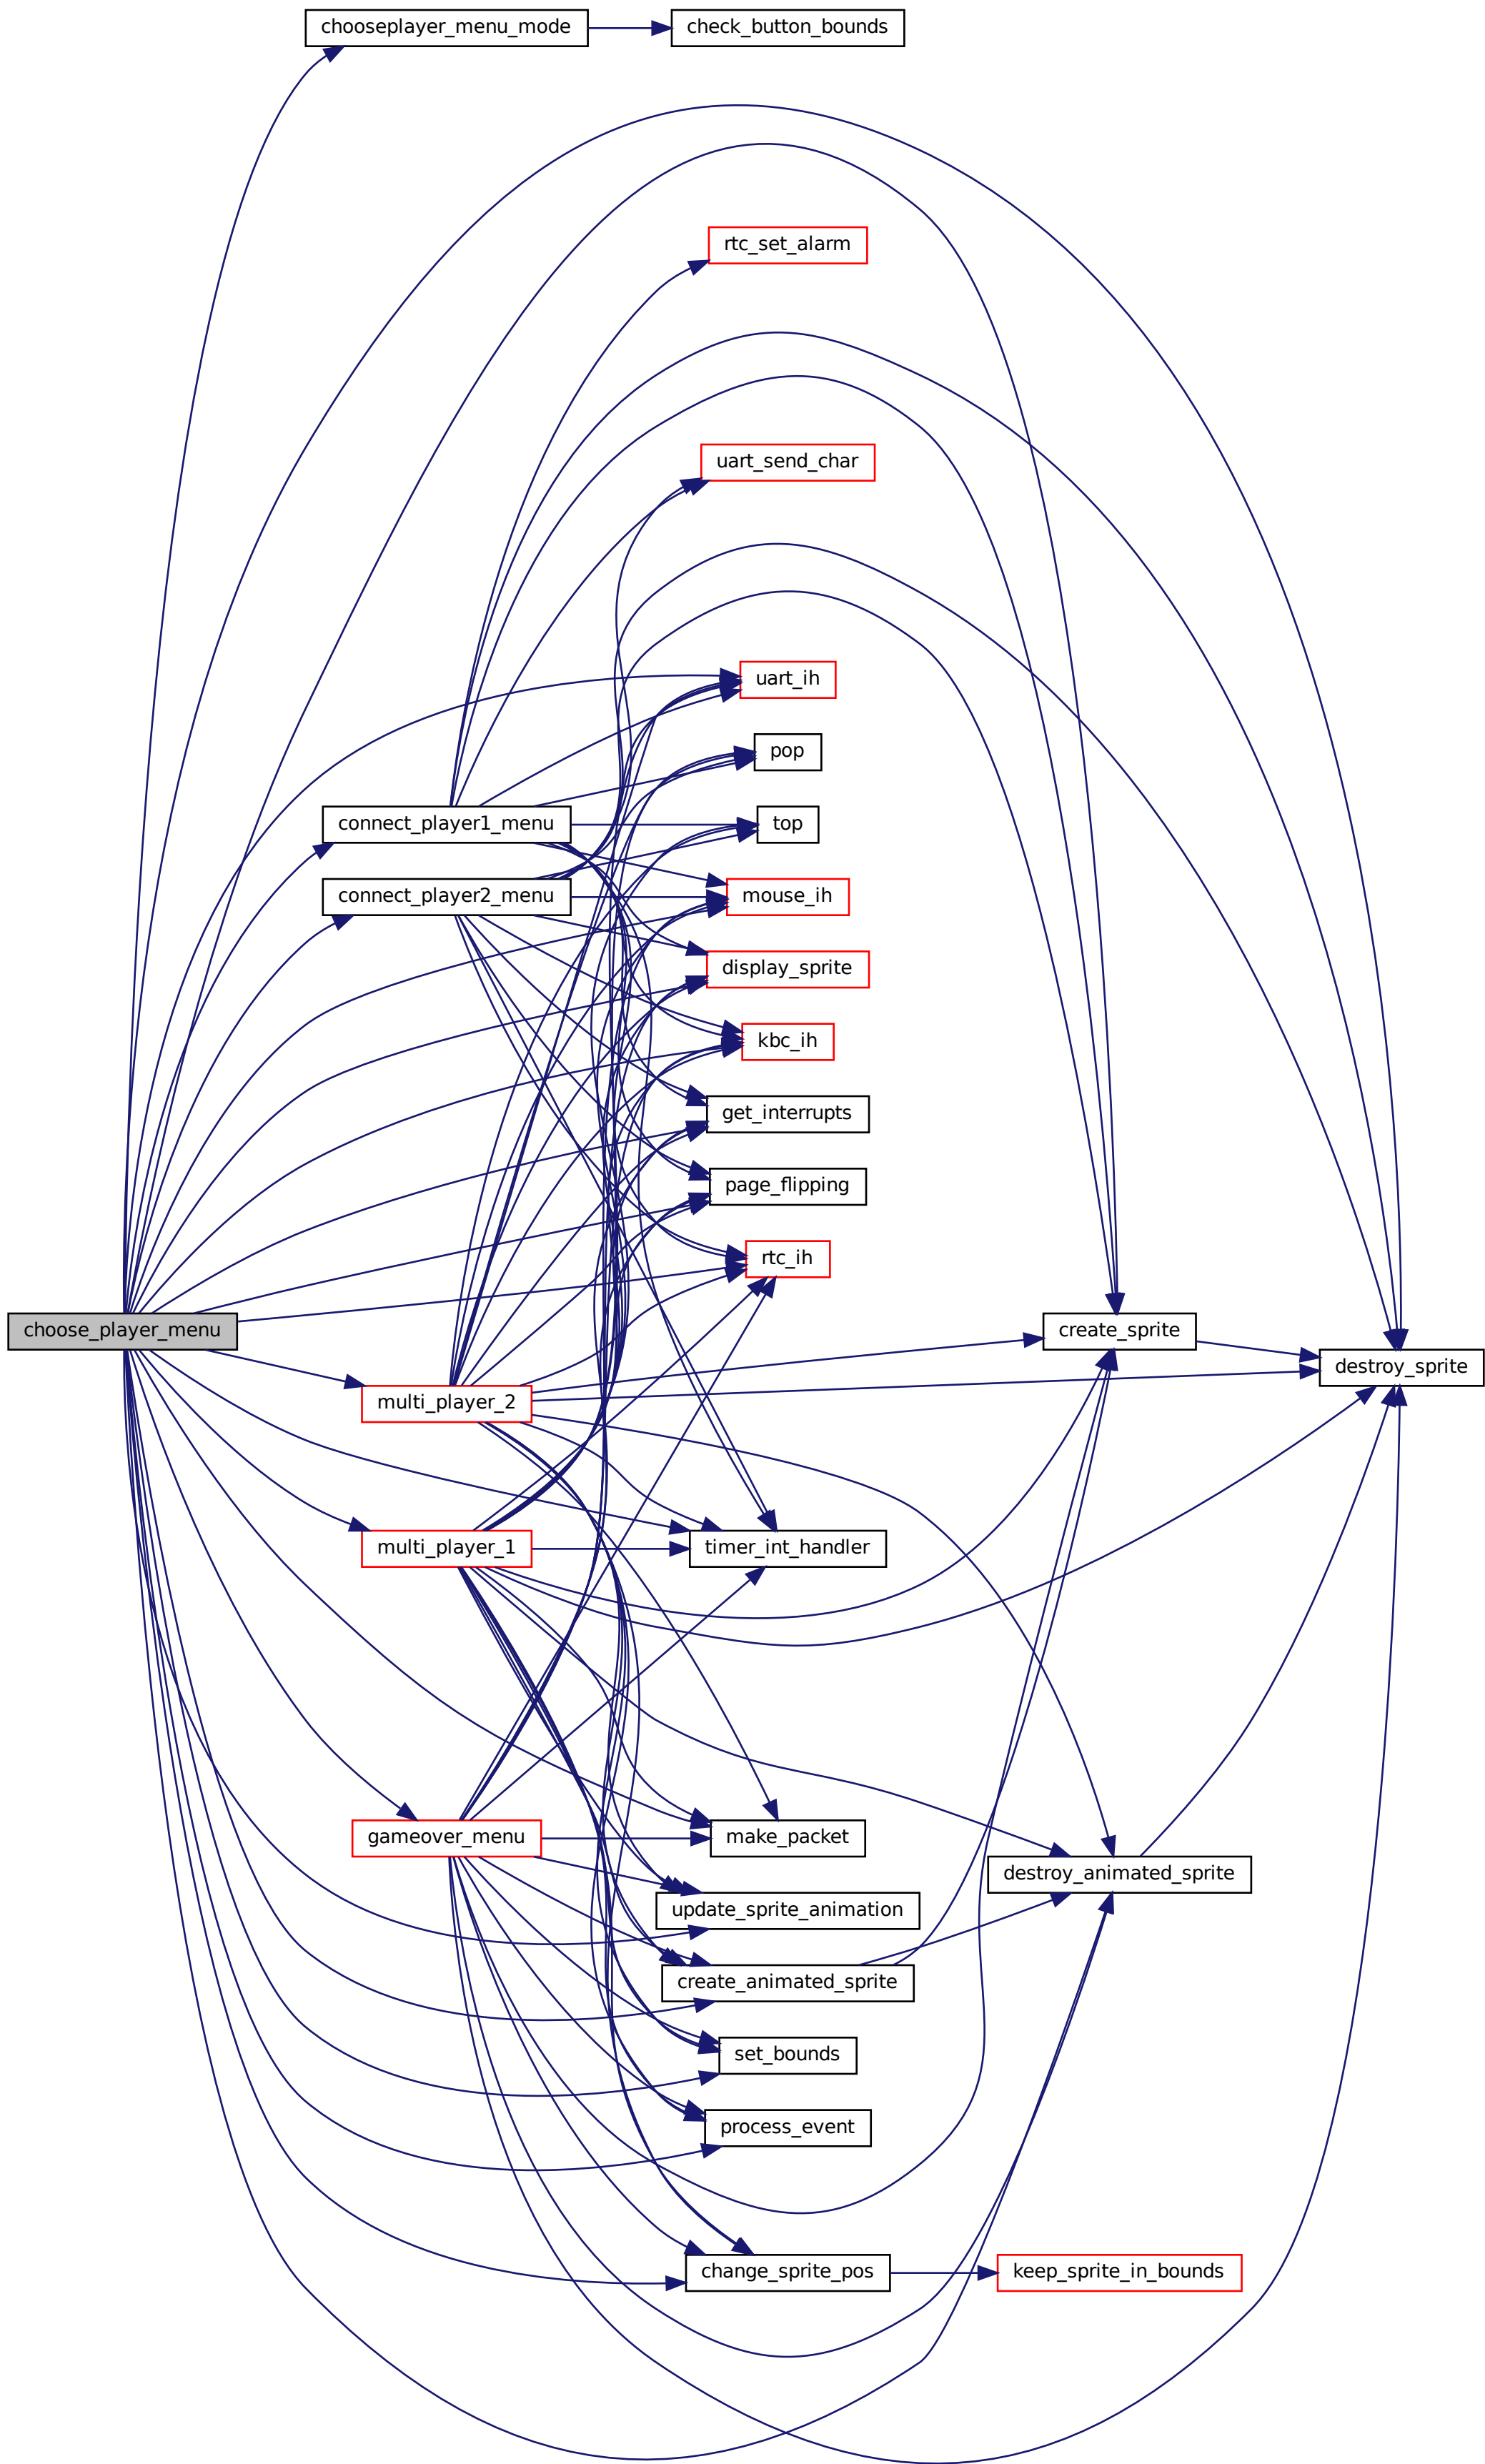 chooseplayer_menu_mode
check_button_bounds
rtc_set_alarm
uart_send_char
uart_ih
pop
connect_player1_menu
top
connect_player2_menu
mouse_ih
display_sprite
kbc_ih
get_interrupts
page_flipping
rtc_ih
choose_player_menu
create_sprite
destroy_sprite
multi_player_2
multi_player_1
timer_int_handler
gameover_menu
make_packet
destroy_animated_sprite
update_sprite_animation
create_animated_sprite
set_bounds
process_event
change_sprite_pos
keep_sprite_in_bounds